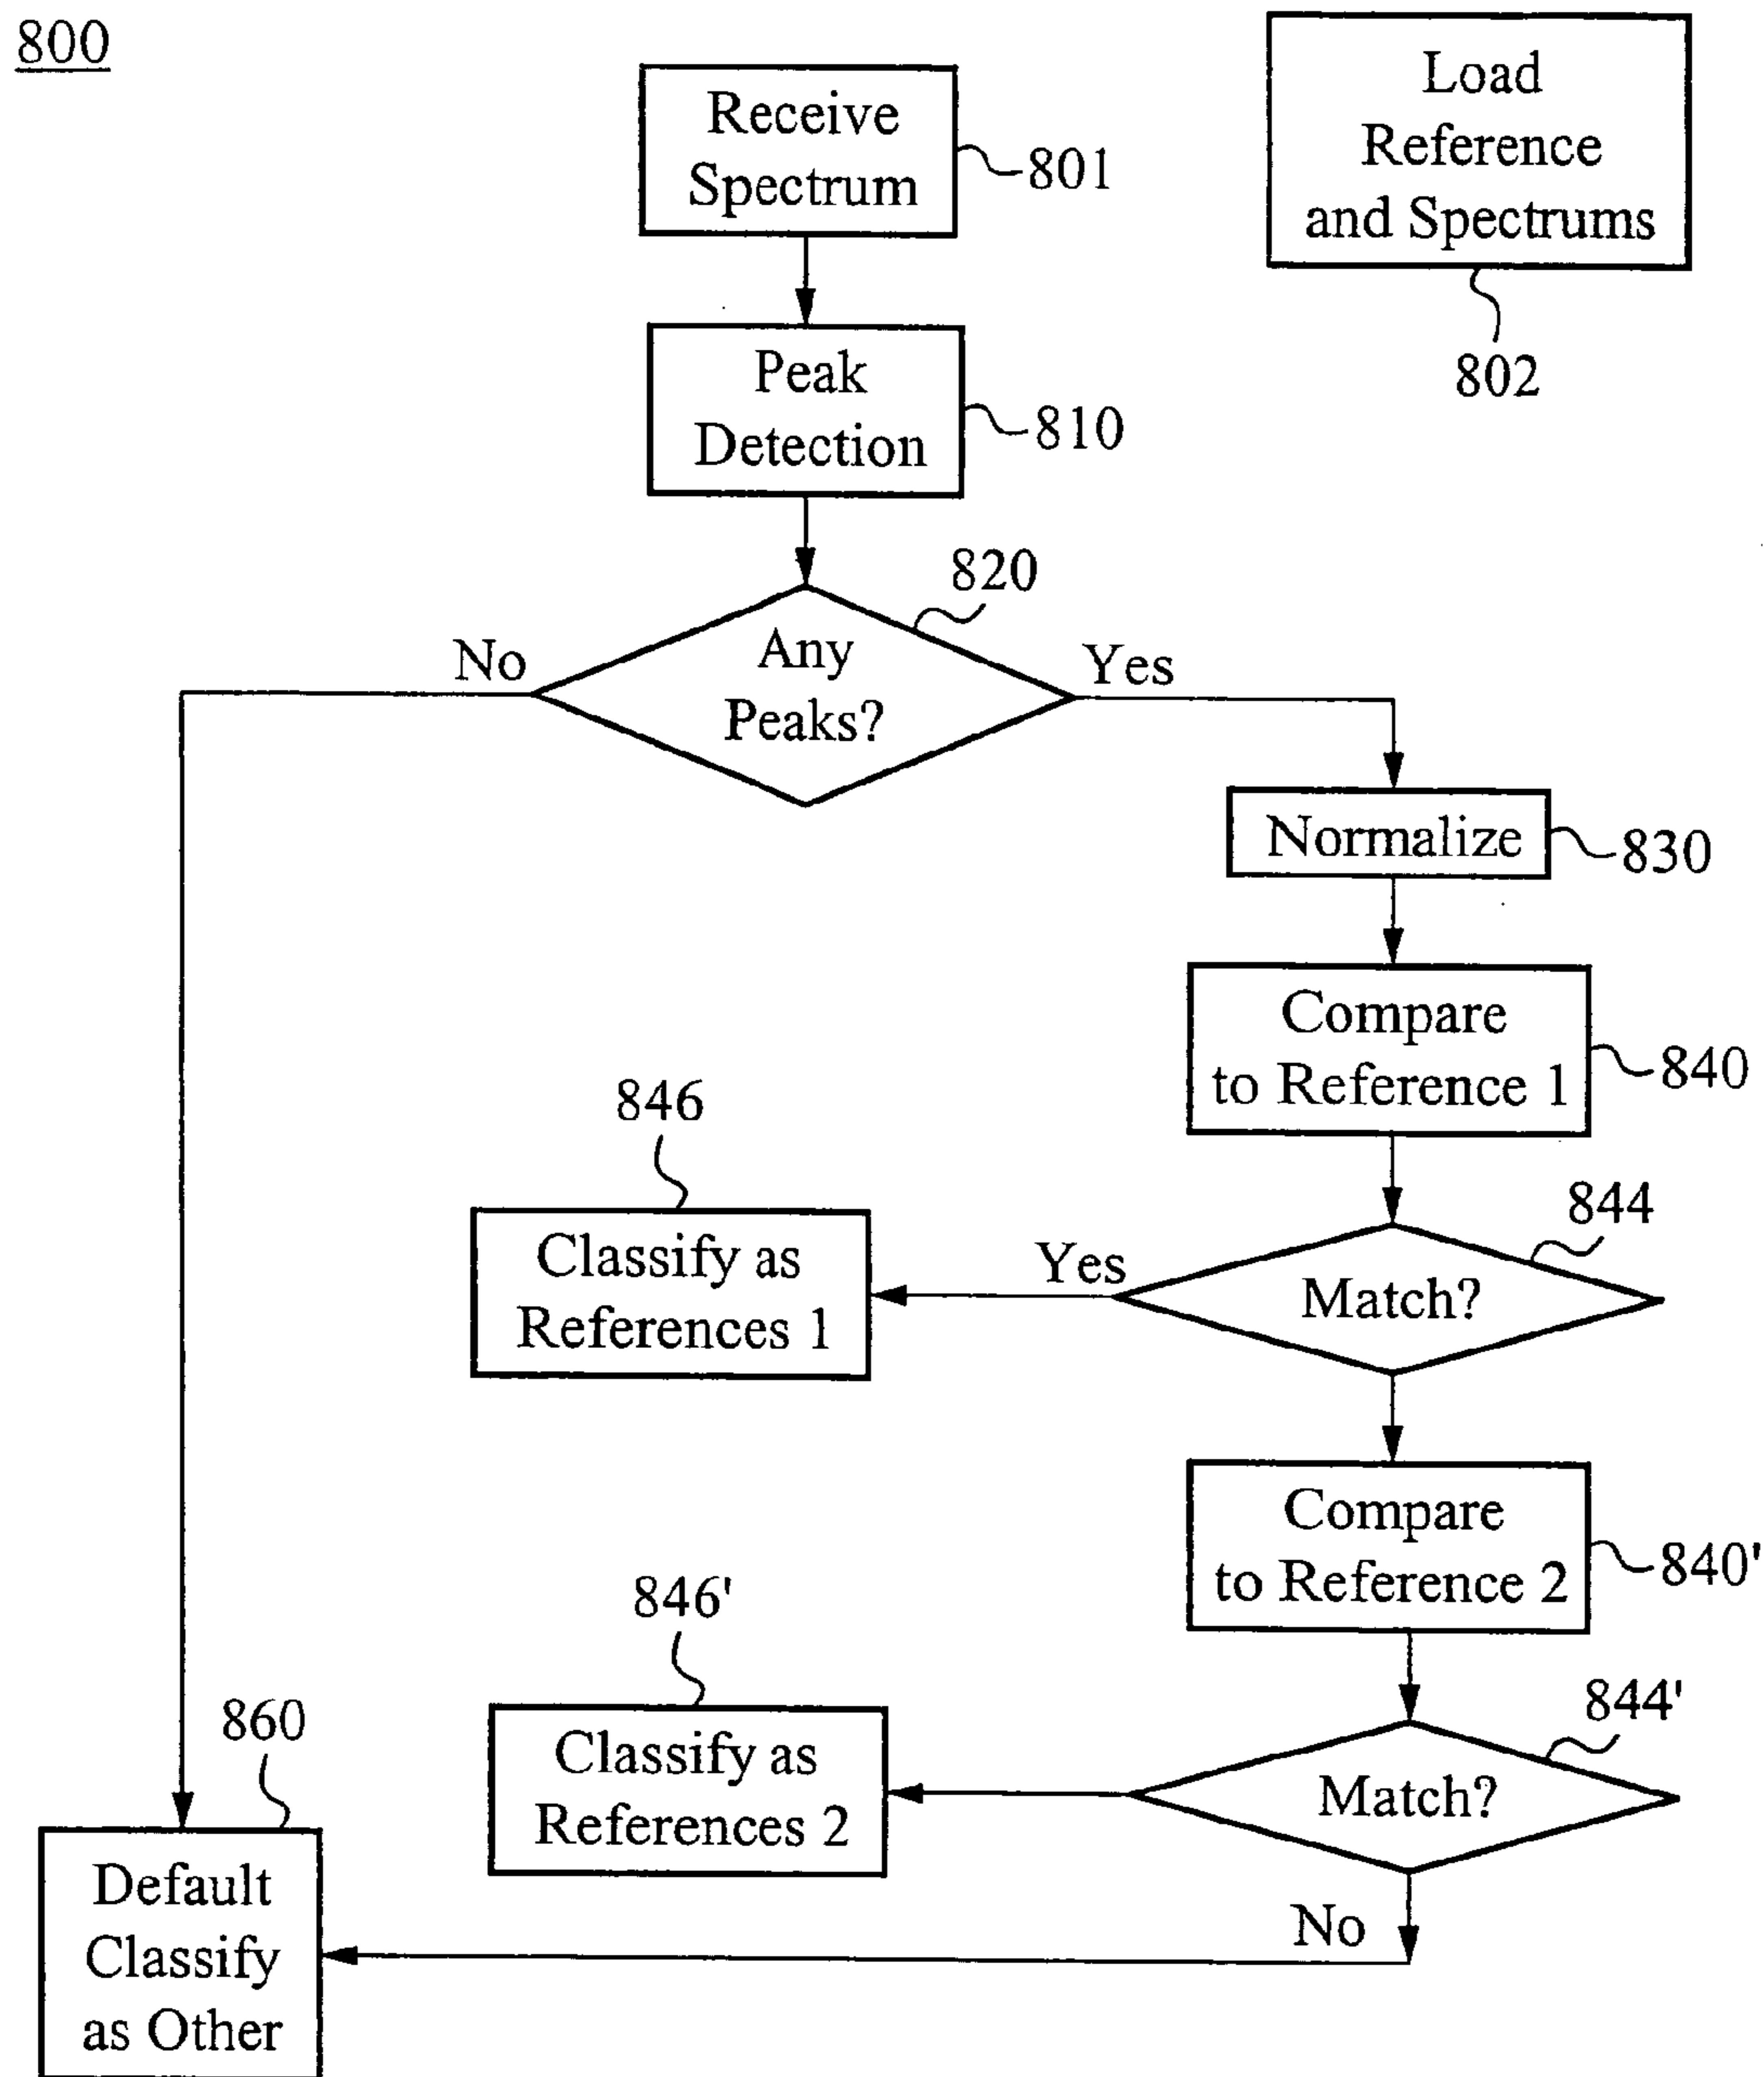 800
Receive
Spectrum
801
Load
Reference
and Spectrums
802
Peak
Detection
810
820
Any
Peaks?
No
Yes
Normalize
830
Compare
to Reference 1
840
846
Classify as
References 1
Yes
844
Match?
Compare
to Reference 2
840'
846'
Classify as
References 2
844'
Match?
No
860
Default
Classify
as Other